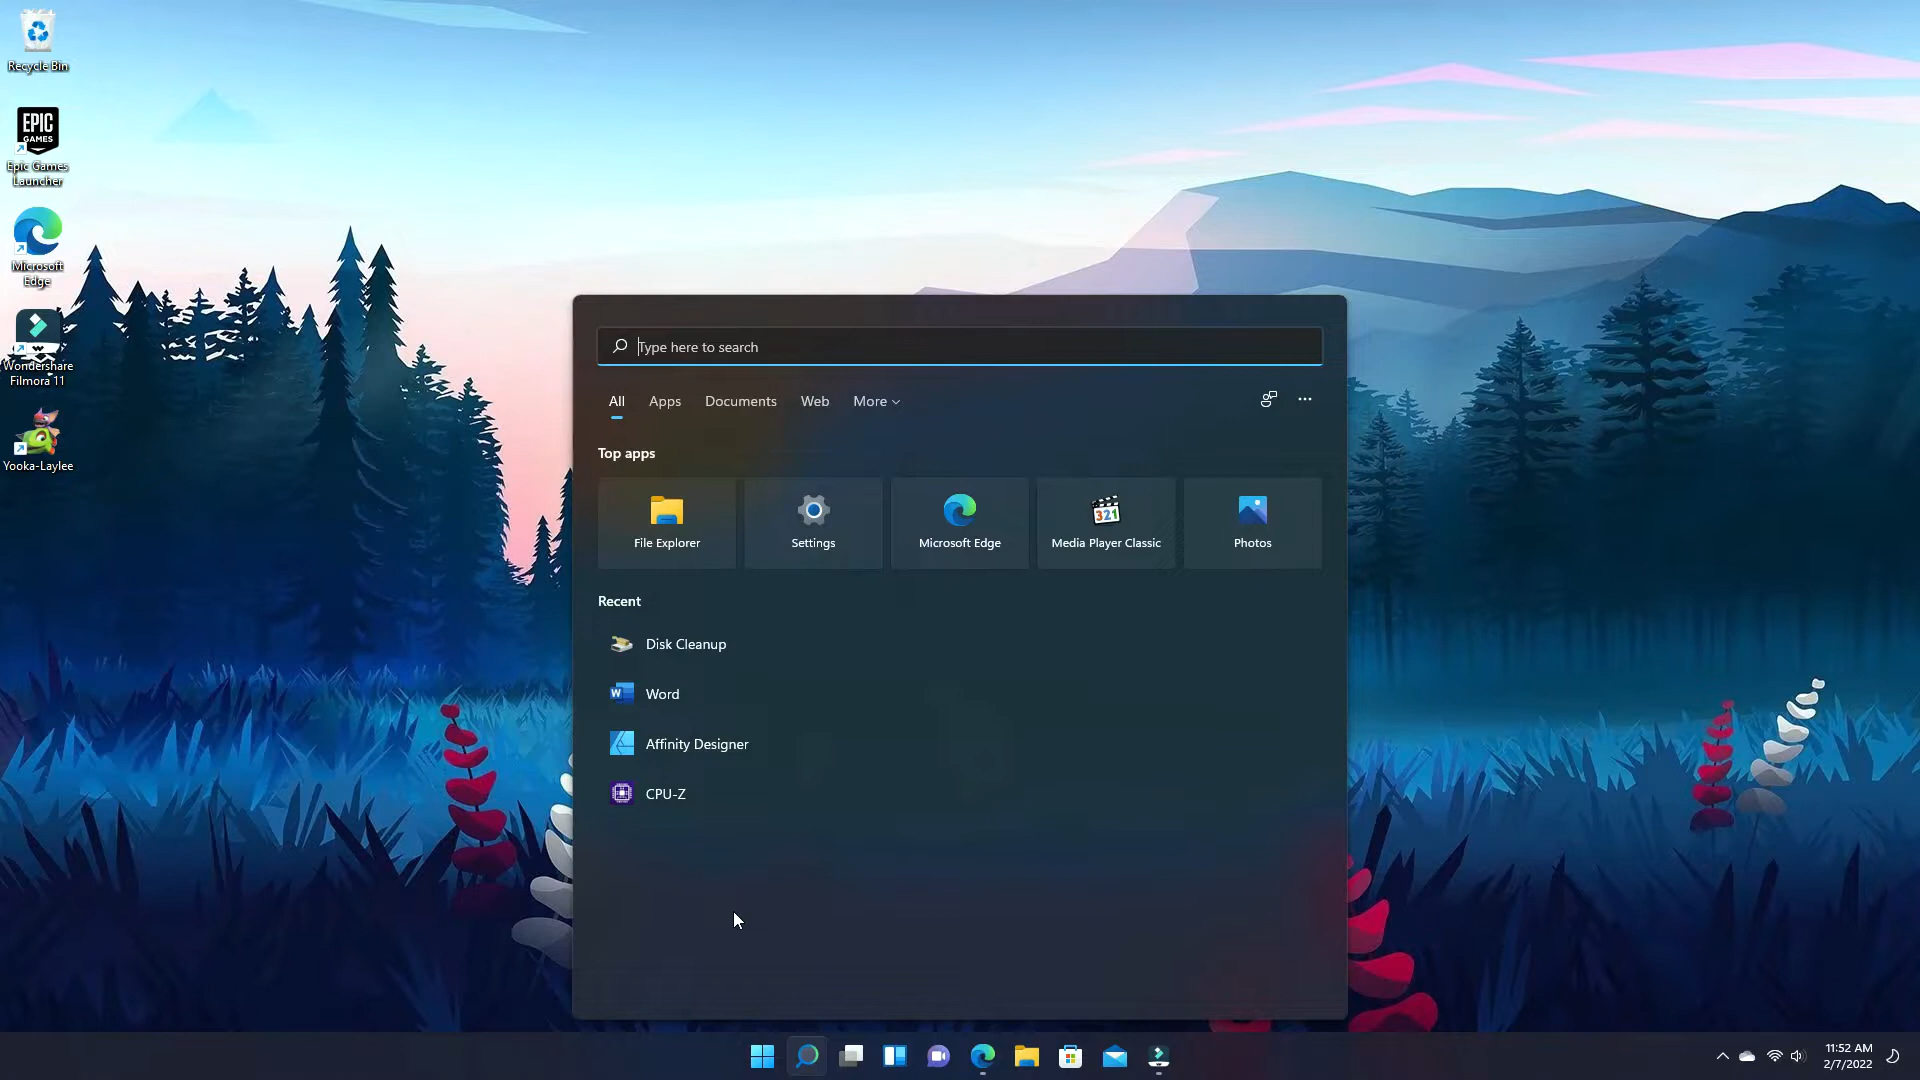 Recycle Bin
EPIC
GAMES
Epic Games
Launcher
Microsoft
Edge
Wondershare
Filmora 11
Yooka-Laylee
Type here to search
All
Apps
Documents
Web
More
Top apps
File Explorer
Settings
Microsoft Edge
321
Media Player Classic
Photos
Recent
Disk Cleanup
W
Word
Affinity Designer
CPU-Z
11:52 AM
2/7/2022